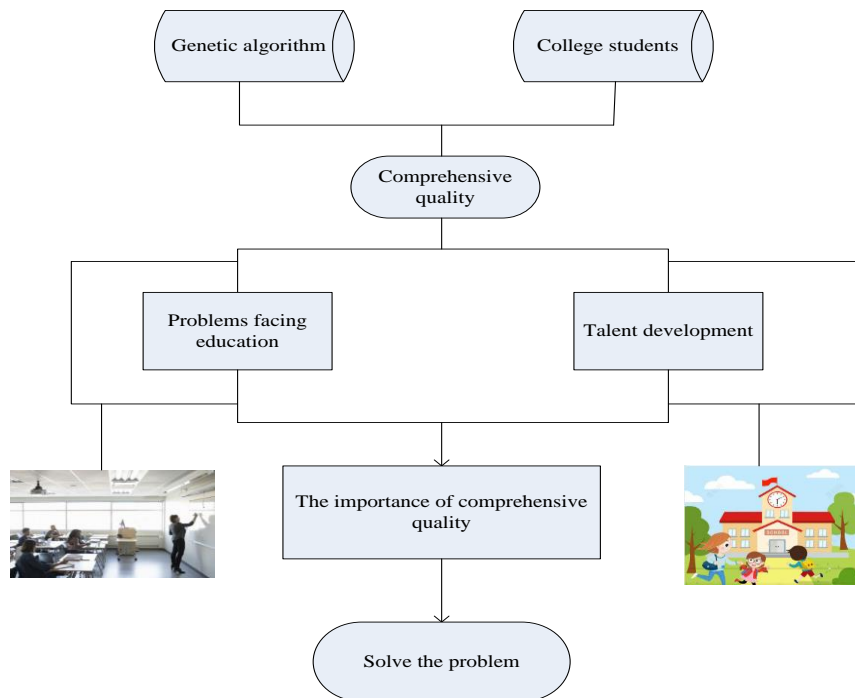 Genetic algorithm
College students
Comprehensive
quality
Problems facing
education
Talent development
The importance of comprehensive
quality
Solve the problem